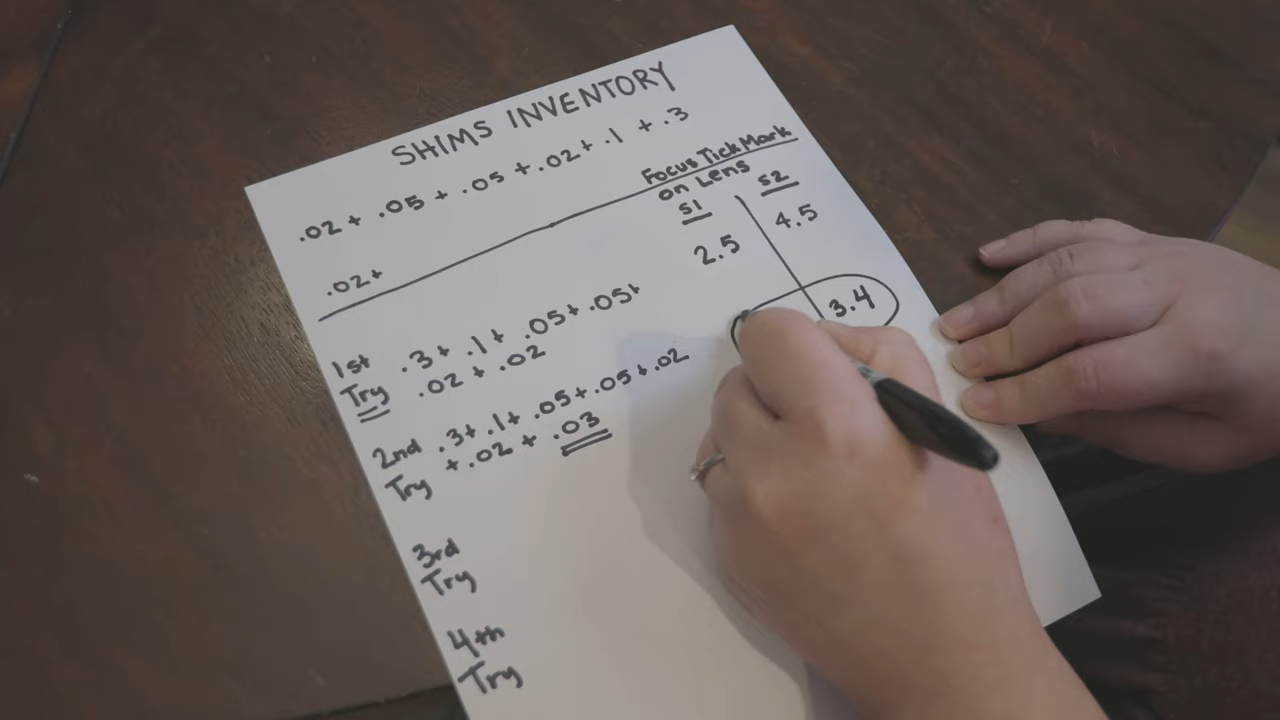 SHIMS INVENTORY
.02 + .05 + .05 + .02 + .1 + .3
.02+
Focus Tick Mark
on Lens
S1 S2
2.5 4.5
1st .3+ .1+ .05+ .05+
Try .02 + .02
3.4
2nd .3+ .1+ .05+.05+.02
Try +.02 + .03
3rd
Try
4th
Try